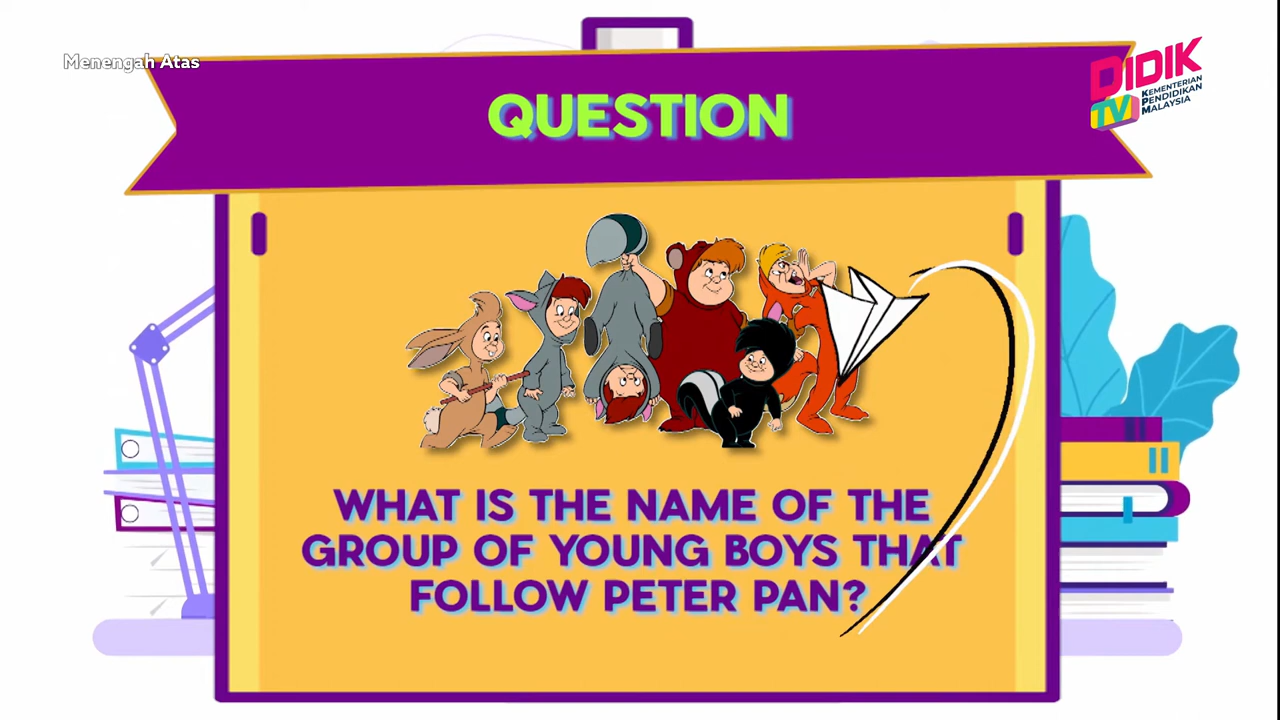 Menengah Atas
DIDIK
TV
KEMENTERIAN
PENDIDIKAN
MALAYSIA
QUESTION
WHAT IS THE NAME OF THE
GROUP OF YOUNG BOYS THAT
FOLLOW PETER PAN?